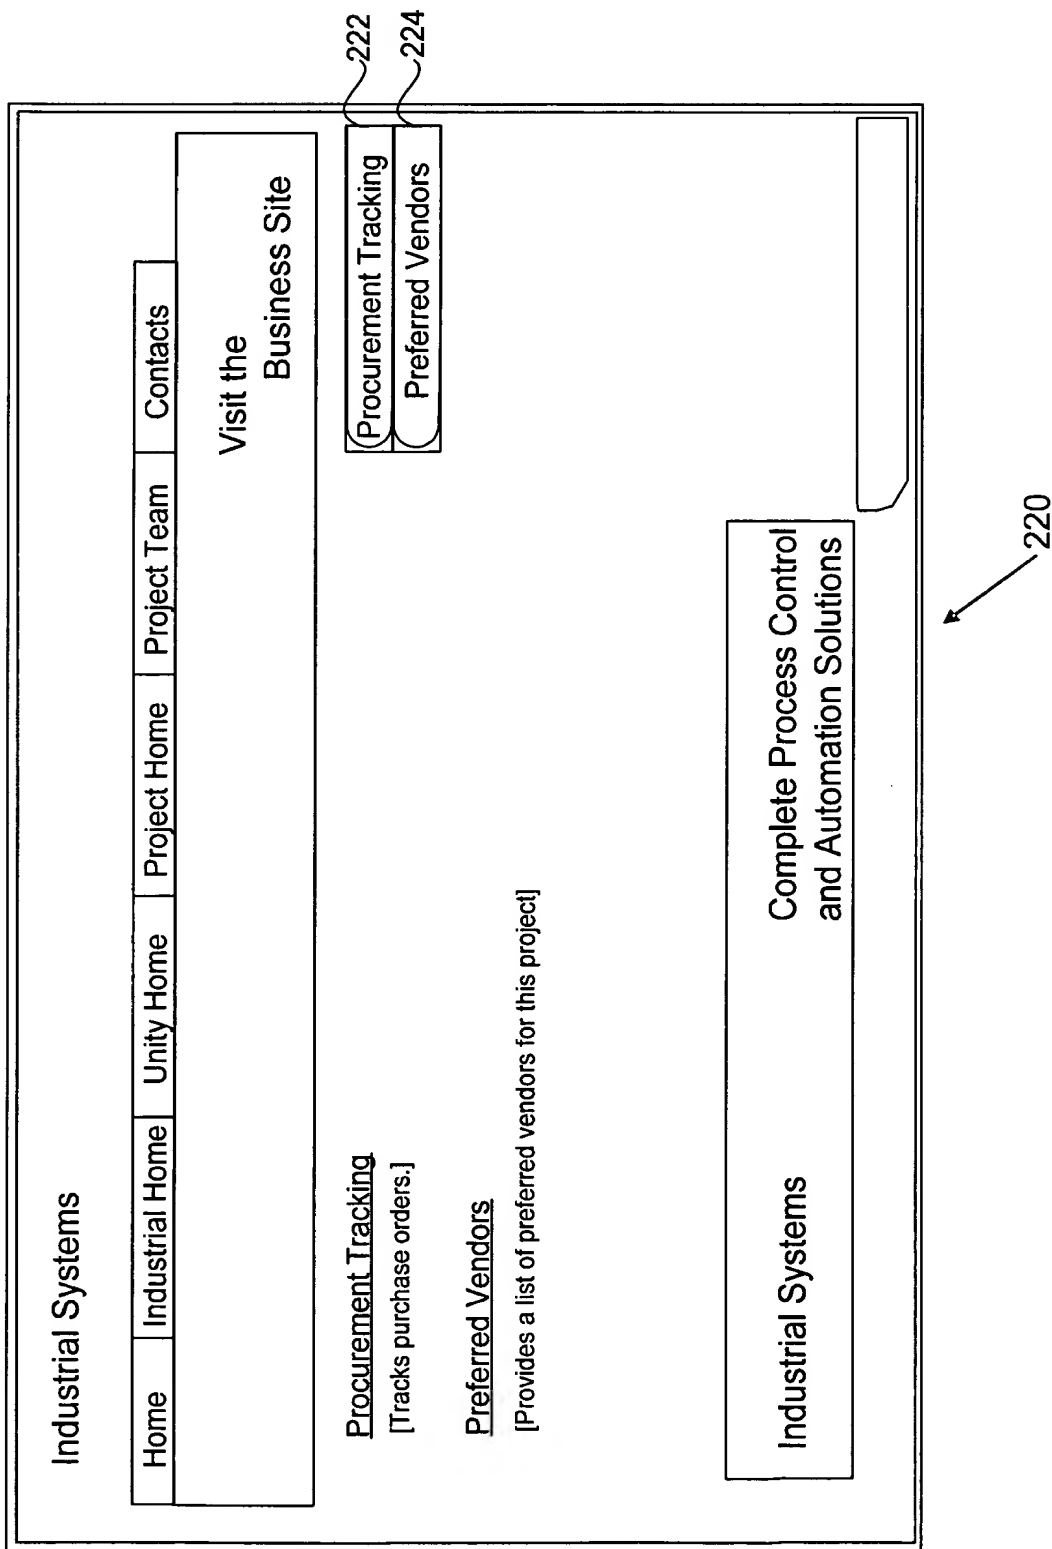 Industrial Systems
Home
Industrial Home
Unity Home
Project Home
Project Team
Contacts
Visit the
Business Site
Procurement Tracking
[Tracks purchase orders.]
Preferred Vendors
[Provides a list of preferred vendors for this project]
Procurement Tracking
222
Preferred Vendors
224
Industrial Systems
Complete Process Control
and Automation Solutions
220